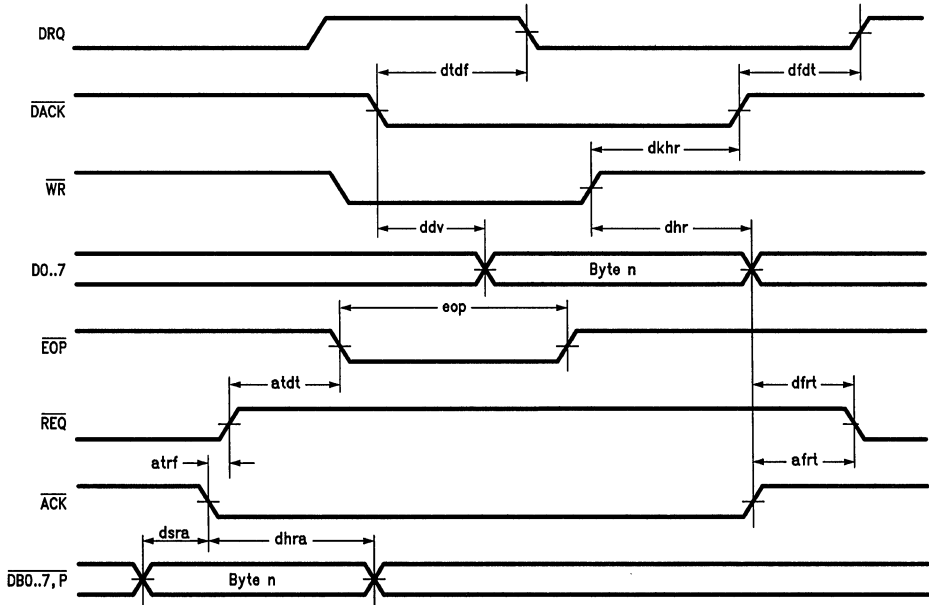 DRQ
dtdf
dfdt
DACK
dkhr
WR
ddv
dhr
D0..7
Byte n
eop
EOP
atdt
dfrt
REQ
atrf
afrt
ACK
dsra
dhra
DB0..7, P
Byte n